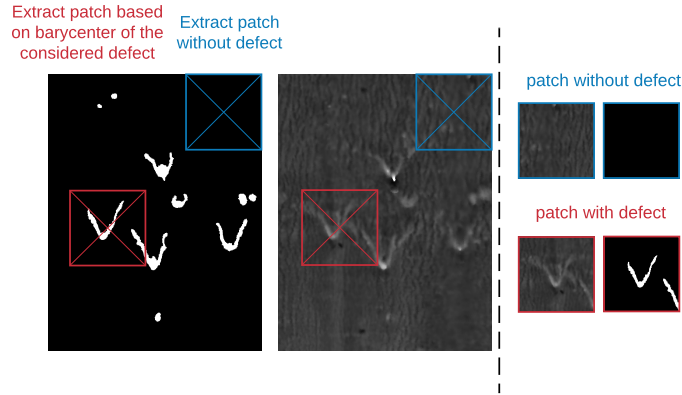 Extract patch based
on barycenter of the
considered defect
Extract patch
without defect
patch without defect
patch with defect